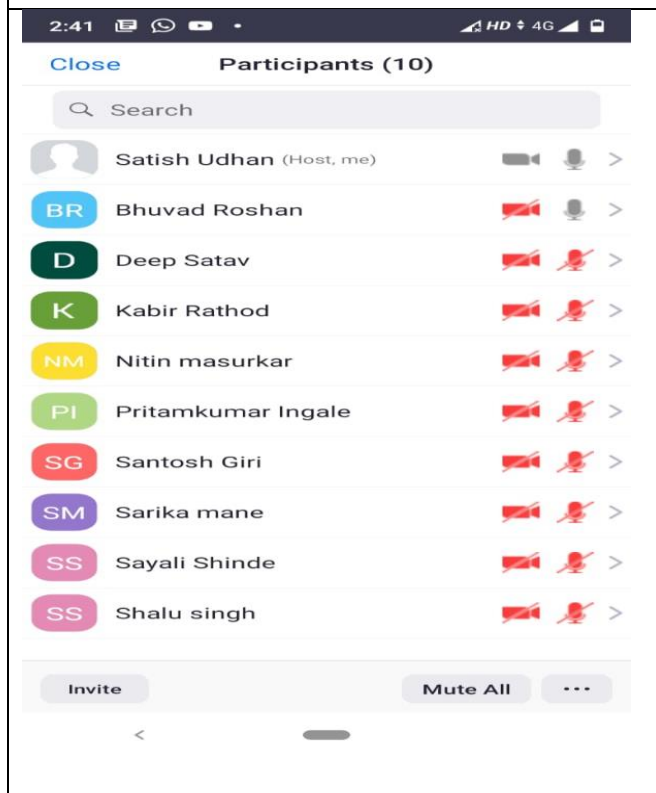 2:41 HD 4G
Close Participants (10)
Search
Satish Udhan (Host, me)
BR Bhuvad Roshan
D Deep Satav
K Kabir Rathod
NM Nitin masurkar
PI Pritamkumar Ingale
SG Santosh Giri
SM Sarika mane
SS Sayali Shinde
SS Shalu singh
Invite Mute All ...